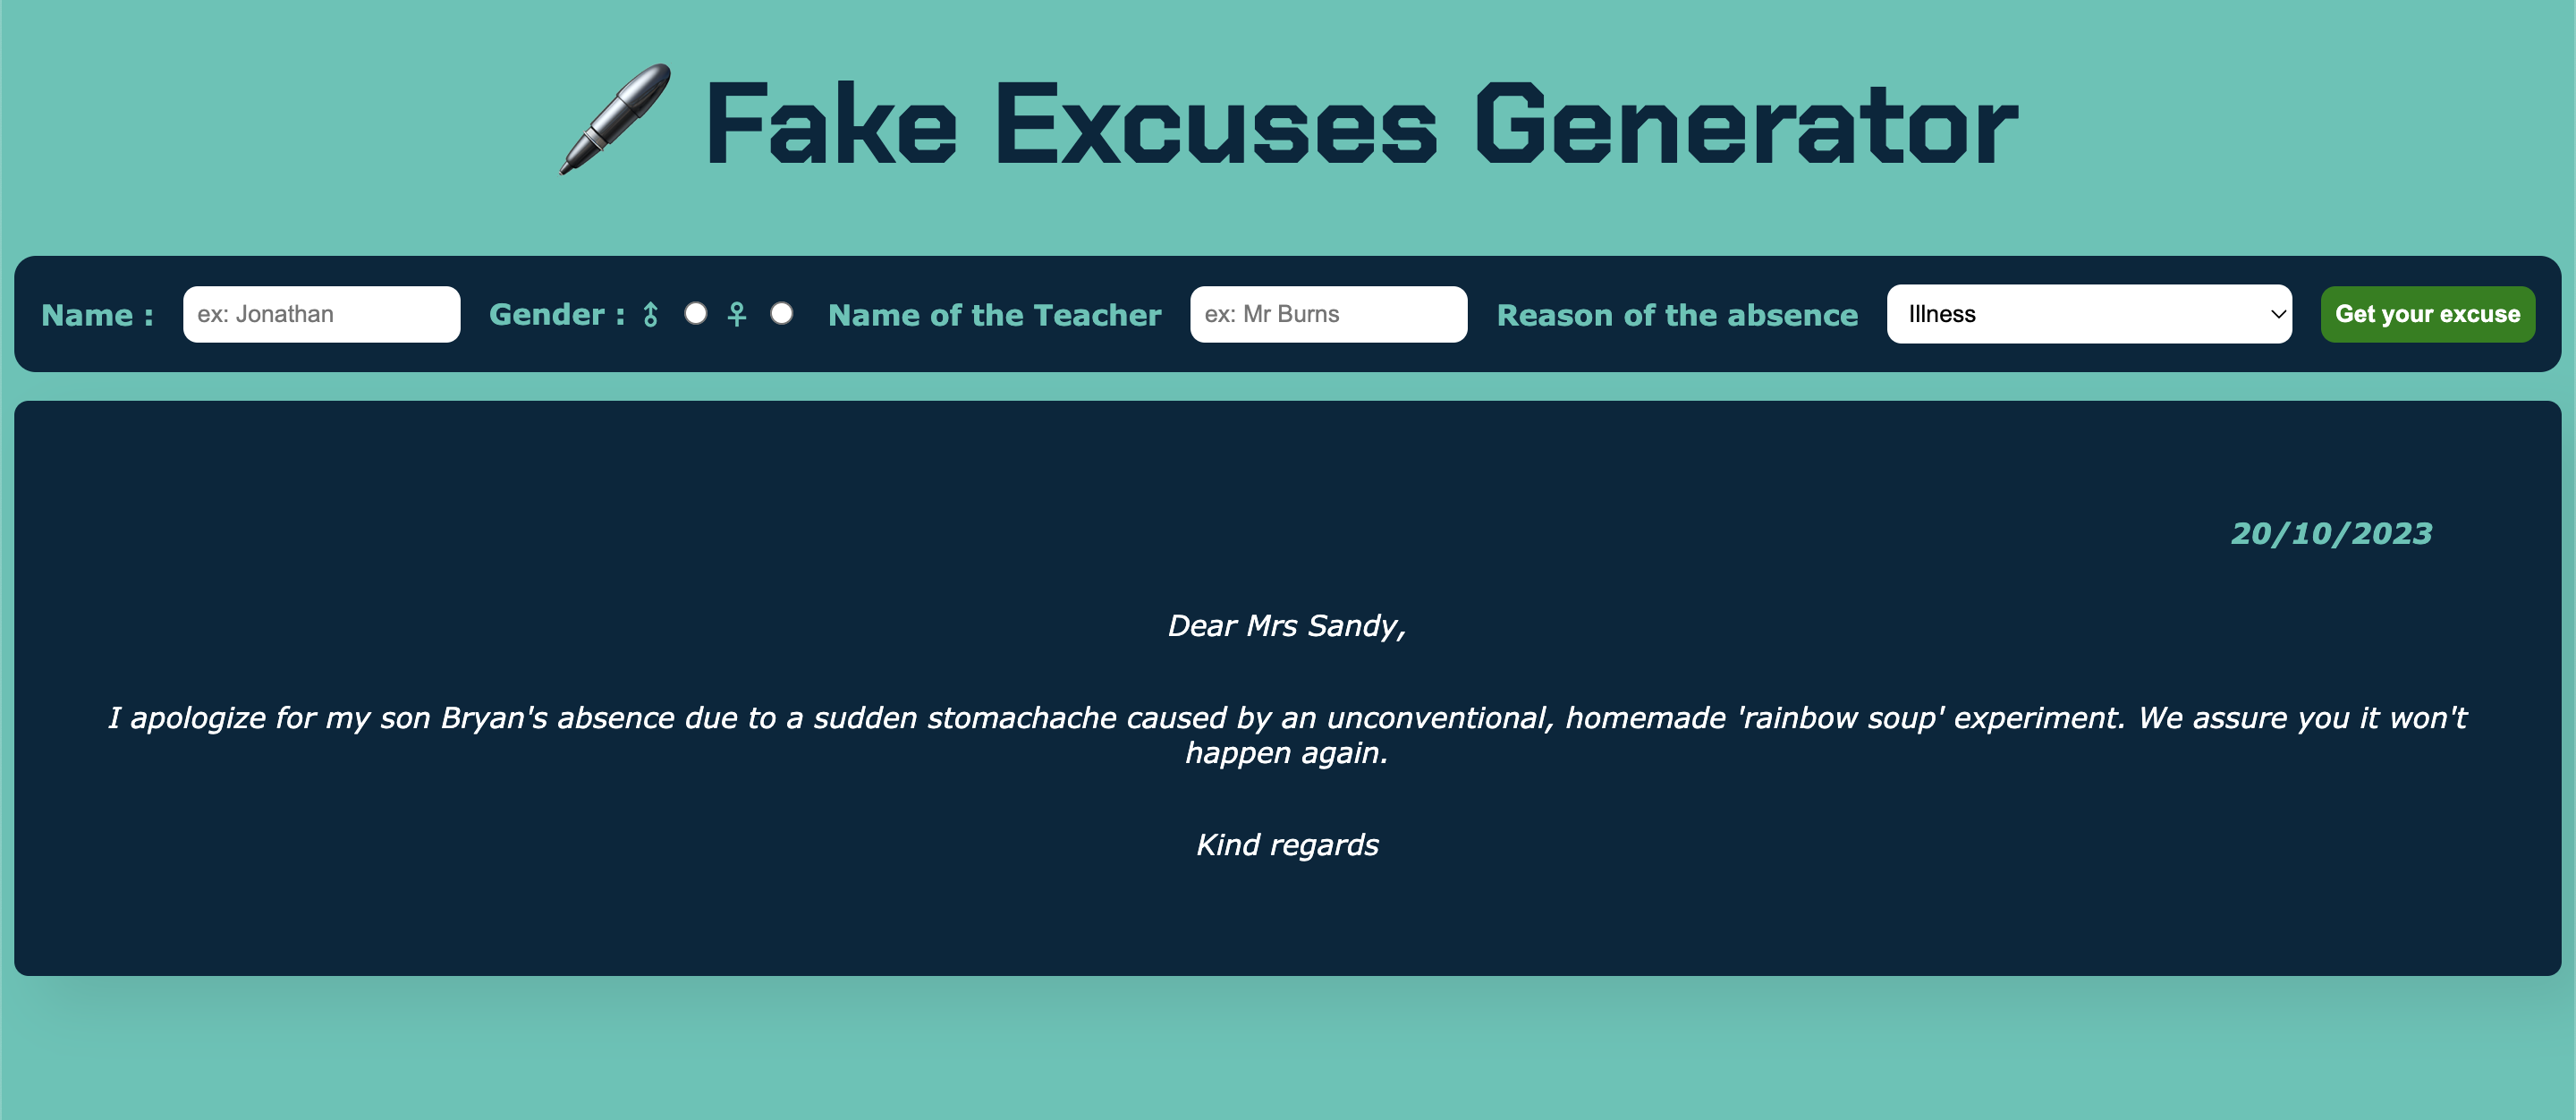 Fake Excuses Generator
Name : ex: Jonathan Gender : ⚨ ♀ Name of the Teacher ex: Mr Burns Reason of the absence Illness Get your excuse
20/10/2023
Dear Mrs Sandy,
I apologize for my son Bryan's absence due to a sudden stomachache caused by an unconventional, homemade 'rainbow soup' experiment. We assure you it won't
happen again.
Kind regards